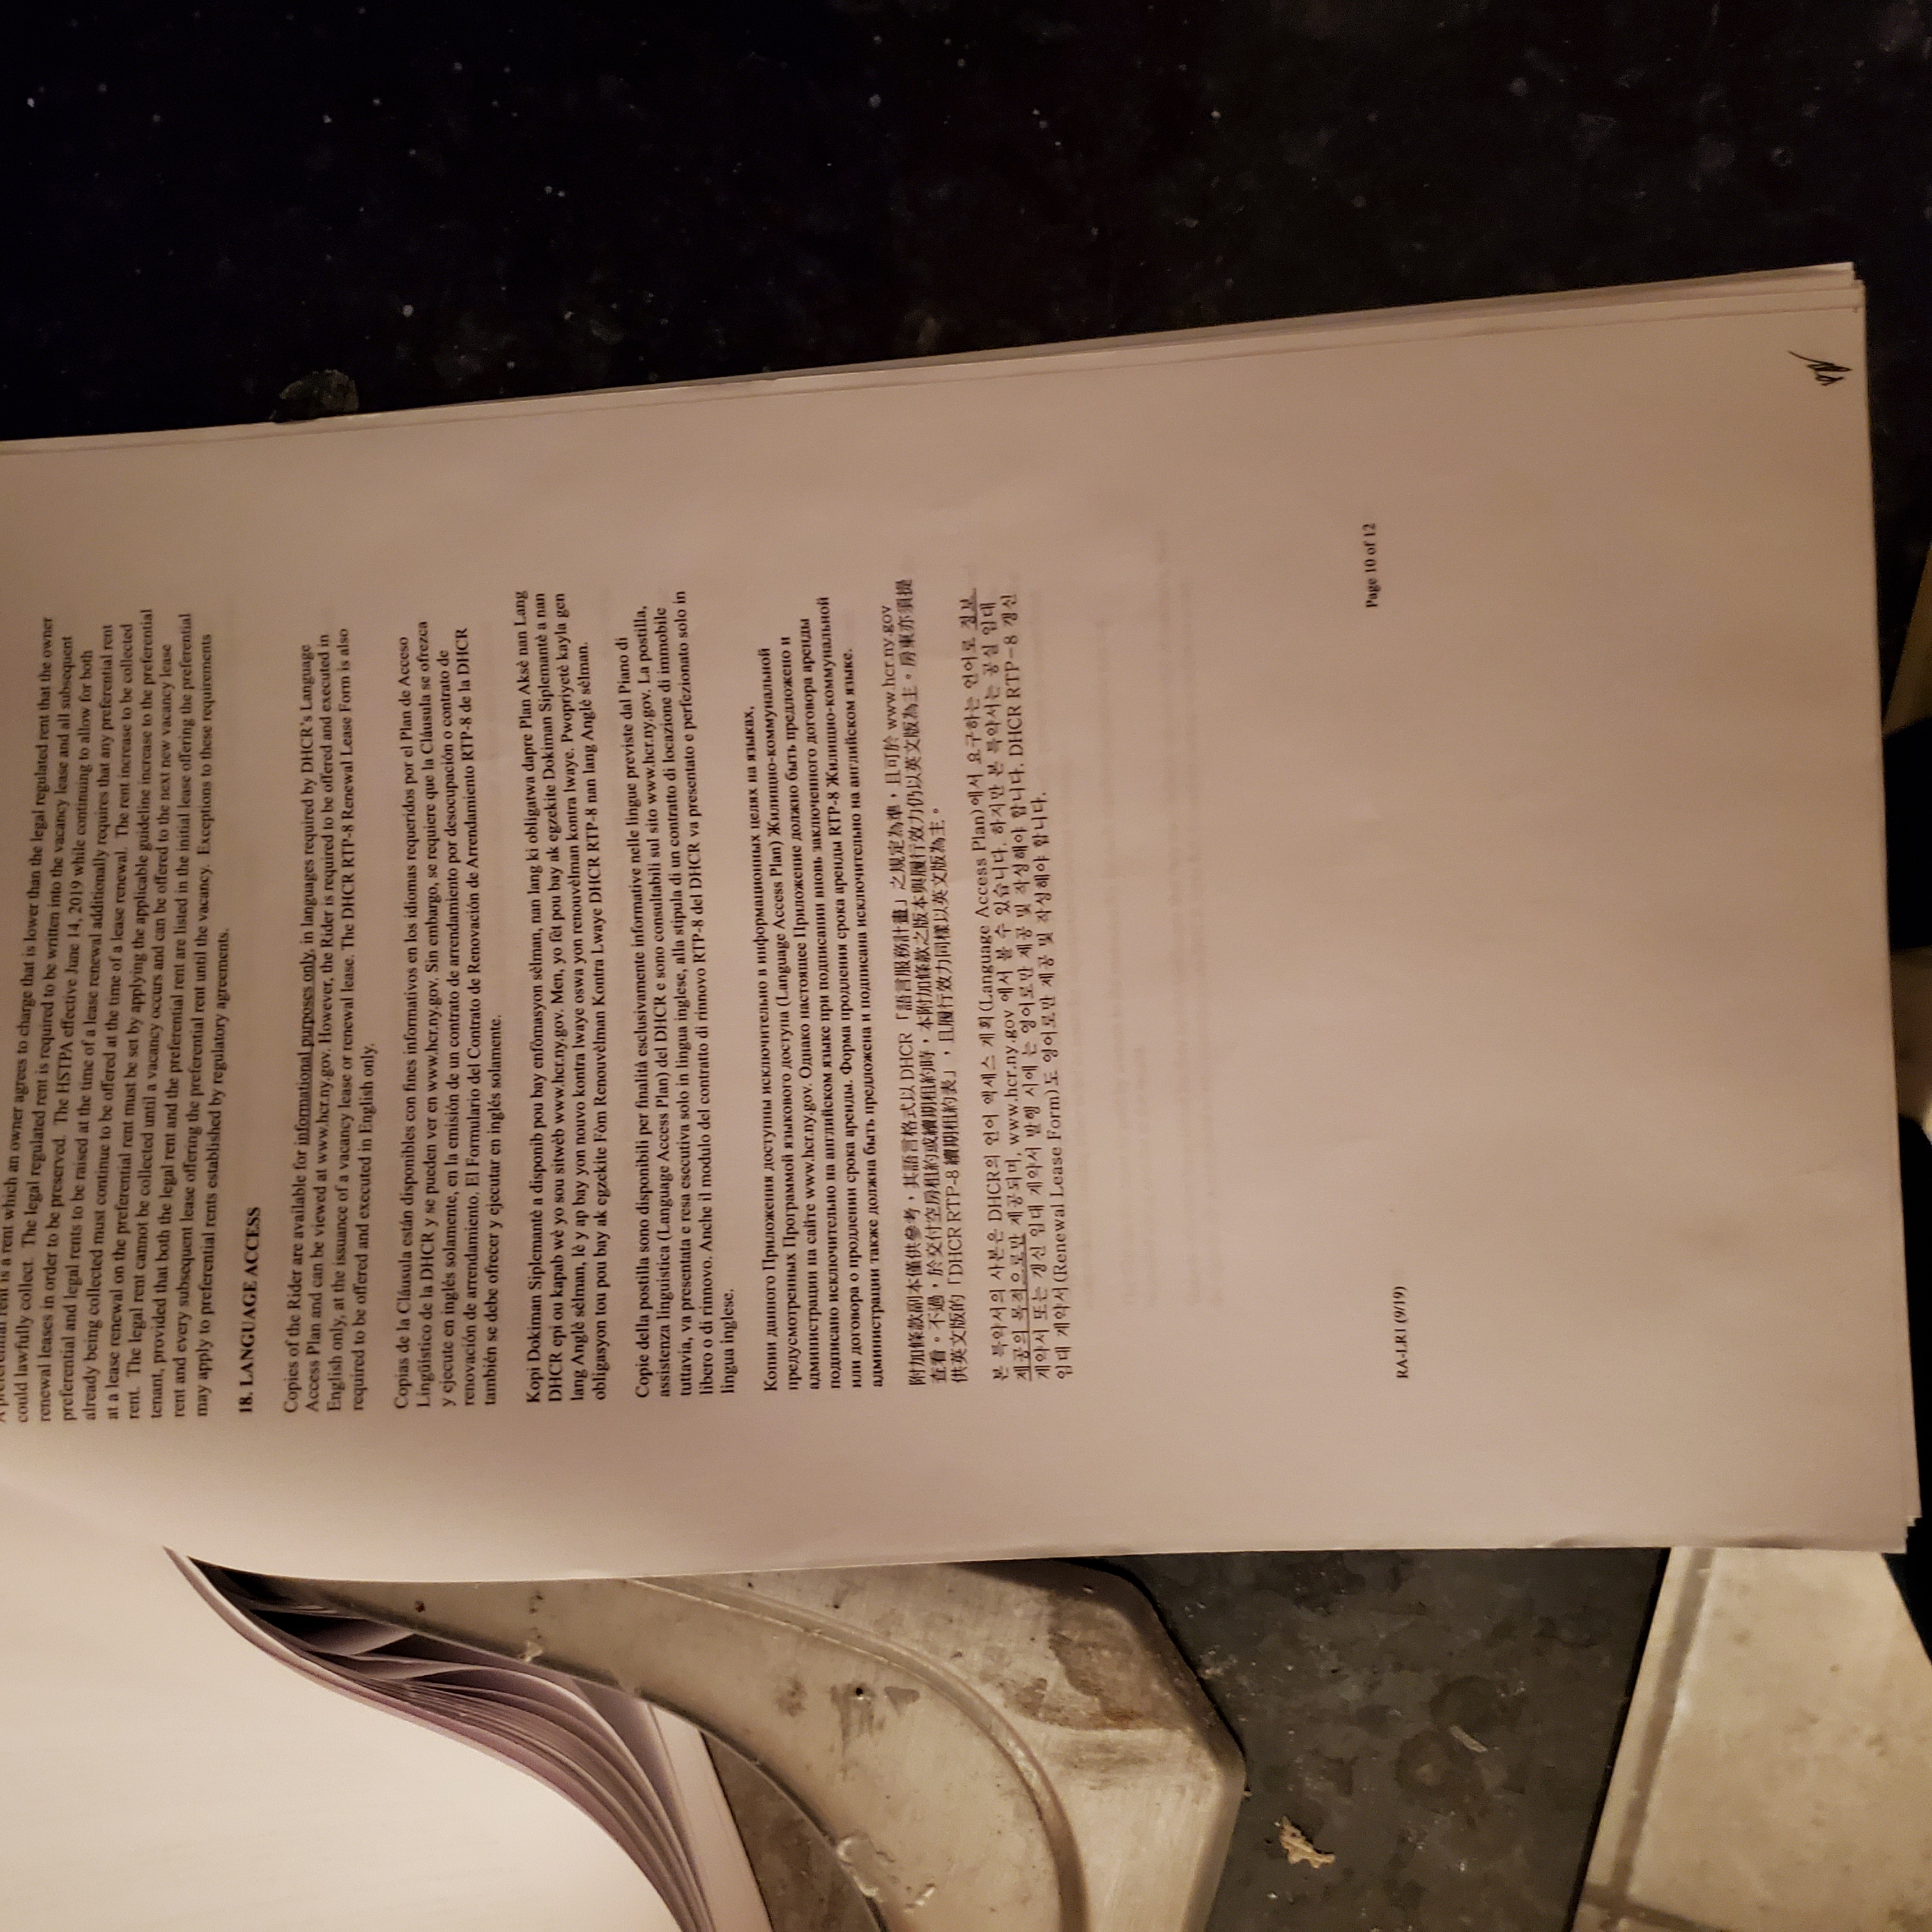 A preferential rent is a rent which an owner agrees to charge that is lower than the legal regulated rent that the owner
could lawfully collect. The legal regulated rent is required to be written into the vacancy lease and all subsequent
renewal leases in order to be preserved. The HSTPA effective June 14, 2019 while continuing to allow for both
preferential and legal rents to be raised at the time of a lease renewal additionally requires that any preferential rent
already being collected must continue to be offered at the time of a lease renewal. The rent increase to be collected
at a lease renewal on the preferential rent must be set by applying the applicable guideline increase to the preferential
rent. The legal rent cannot be collected until a vacancy occurs and can be offered to the next new vacancy lease
tenant, provided that both the legal rent and the preferential rent are listed in the initial lease offering the preferential
rent and every subsequent lease offering the preferential rent until the vacancy. Exceptions to these requirements
may apply to preferential rents established by regulatory agreements.
18. LANGUAGE ACCESS
Copies of the Rider are available for informational purposes only, in languages required by DHCR's Language
Access Plan and can be viewed at www.hcr.ny.gov. However, the Rider is required to be offered and executed in
English only, at the issuance of a vacancy lease or renewal lease. The DHCR RTP-8 Renewal Lease Form is also
required to be offered and executed in English only.
Copias de la Cláusula están disponibles con fines informativos en los idiomas requeridos por el Plan de Acceso
Lingüístico de la DHCR y se pueden ver en www.hcr.ny.gov. Sin embargo, se requiere que la Cláusula se ofrezca
y ejecute en inglés solamente, en la emisión de un contrato de arrendamiento por desocupación o contrato de
renovación de arrendamiento. El Formulario del Contrato de Renovación de Arrendamiento RTP-8 de la DHCR
también se debe ofrecer y ejecutar en inglés solamente.
Kopi Dokiman Siplemantè a disponib pou bay enfòmasyon sèlman, nan lang ki obligatwa dapre Plan Aksè nan Lang
DHCR epi ou kapab wè yo sou sitwèb www.hcr.ny.gov. Men, yo fèt pou bay ak egzekite Dokiman Siplemantè a nan
lang Anglè sèlman, lè y ap bay yon nouvo kontra lwaye oswa yon renouvèlman kontra lwaye. Pwopriyetè kayla gen
obligasyon tou pou bay ak egzekite Fòm Renouvèlman Kontra Lwaye DHCR RTP-8 nan lang Anglè sèlman.
Copie della postilla sono disponibili per finalità esclusivamente informative nelle lingue previste dal Piano di
assistenza linguistica (Language Access Plan) del DHCR e sono consultabili sul sito www.hcr.ny.gov. La postilla,
tuttavia, va presentata e resa esecutiva solo in lingua inglese, alla stipula di un contratto di locazione di immobile
libero o di rinnovo. Anche il modulo del contratto di rinnovo RTP-8 del DHCR va presentato e perfezionato solo in
lingua inglese.
Копии данного Приложения доступны исключительно в информационных целях на языках,
предусмотренных Программой языкового доступа (Language Access Plan) Жилищно-коммунальной
администрации на сайте www.hcr.ny.gov. Однако настоящее Приложение должно быть предложено и
подписано исключительно на английском языке при подписании вновь заключенного договора аренды
или договора о продлении срока аренды. Форма продления срока аренды RTP-8 Жилищно-коммунальной
администрации также должна быть предложена и подписана исключительно на английском языке.
附加條款副本僅供參考，其語言格式以 DHCR「語言服務計畫」之規定為準，且可於 www.hcr.ny.gov
查看。不過，於交付空房租約或續期租約時，本附加條款之版本與履行效力仍以英文版為主。房東亦須提
供英文版的「DHCR RTP-8 續期租約表」，且履行效力同樣以英文版為主。
본 특약서의 사본은 DHCR의 언어 액세스 계획(Language Access Plan)에서 요구하는 언어로 정보
제공의 목적으로만 제공되며, www.hcr.ny.gov 에서 볼 수 있습니다. 하지만 본 특약서는 공실 임대
계약서 또는 갱신 임대 계약서 발행 시에 는 영어로만 제공 및 작성해야 합니다. DHCR RTP-8 갱신
임대 계약서(Renewal Lease Form)도 영어로만 제공 및 작성해야 합니다.
Page 10 of 12
RA-LR1 (9/19)